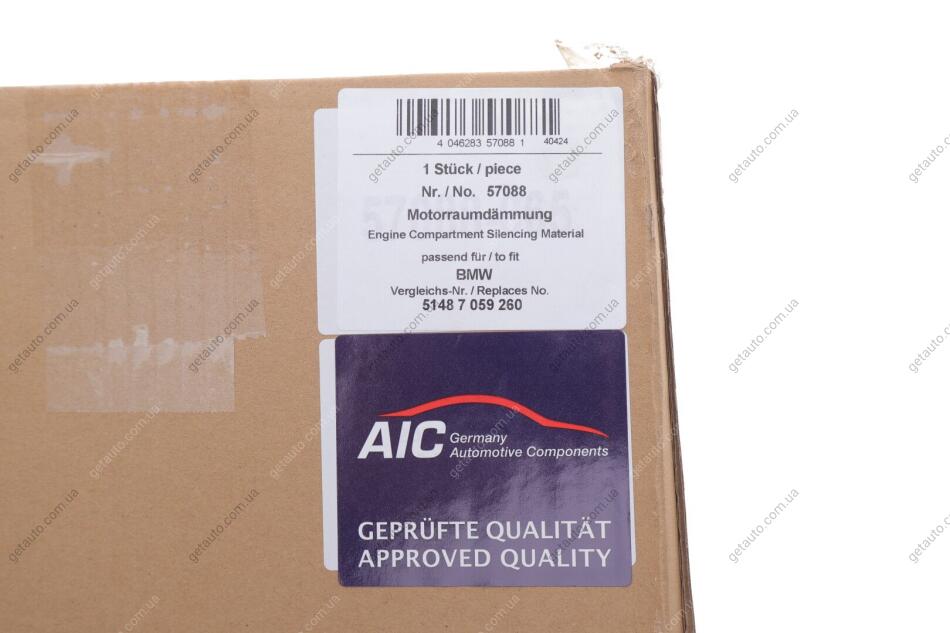 4 046283 57088 1 40424
1 Stück / piece
Nr. / No. 57088
Motorraumdämmung
Engine Compartment Silencing Material
passend für / to fit
BMW
Vergleichs-Nr. / Replaces No.
5148 7 059 260
AIC Germany
Automotive Components
GEPRÜFTE QUALITÄT
APPROVED QUALITY
getauto.com.ua